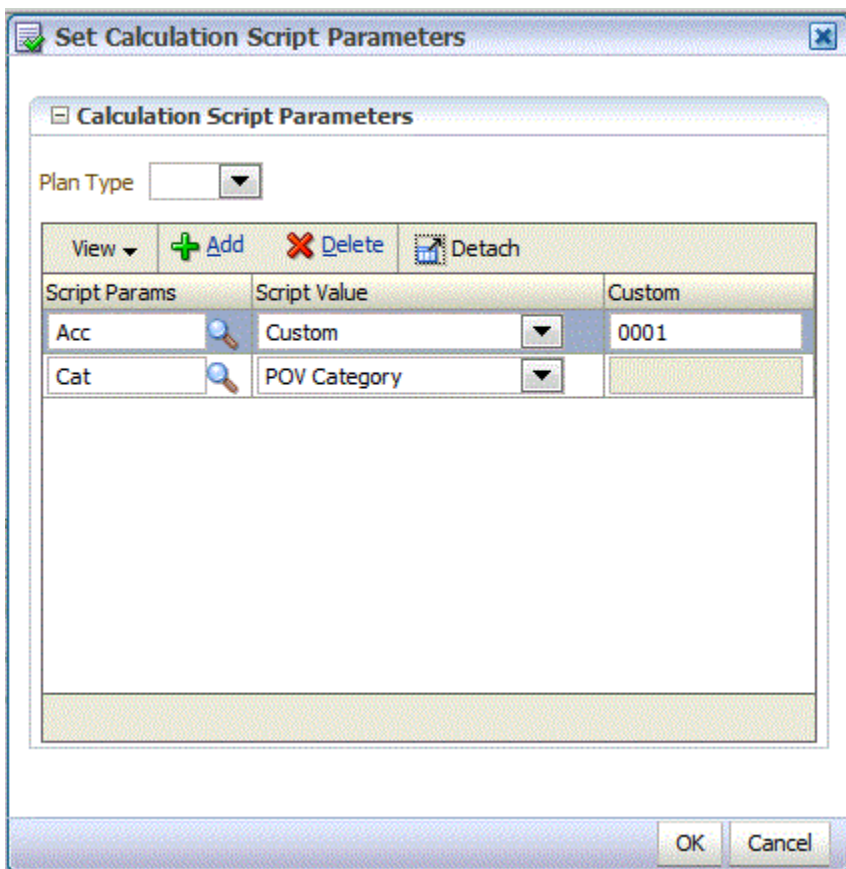 Set Calculation Script Parameters
Calculation Script Parameters
Plan Type
View Add Delete Detach
Script Params Script Value Custom
Acc Custom 0001
Cat POV Category
OK Cancel